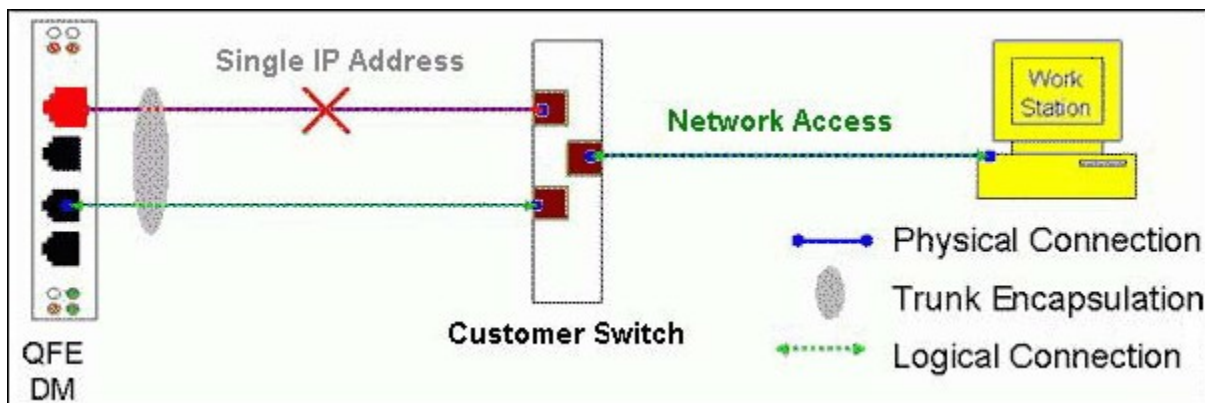 Single IP Address
Work
Station
Network Access
Physical Connection
Trunk Encapsulation
Customer Switch
QFE
DM
Logical Connection